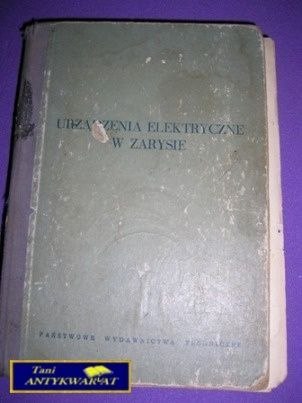 URZĄDZENIA ELEKTRYCZNE
W ZARYSIE
PAŃSTWOWE WYDAWNICTWA TECHNICZNE
Tani
ANTYKWARIAT